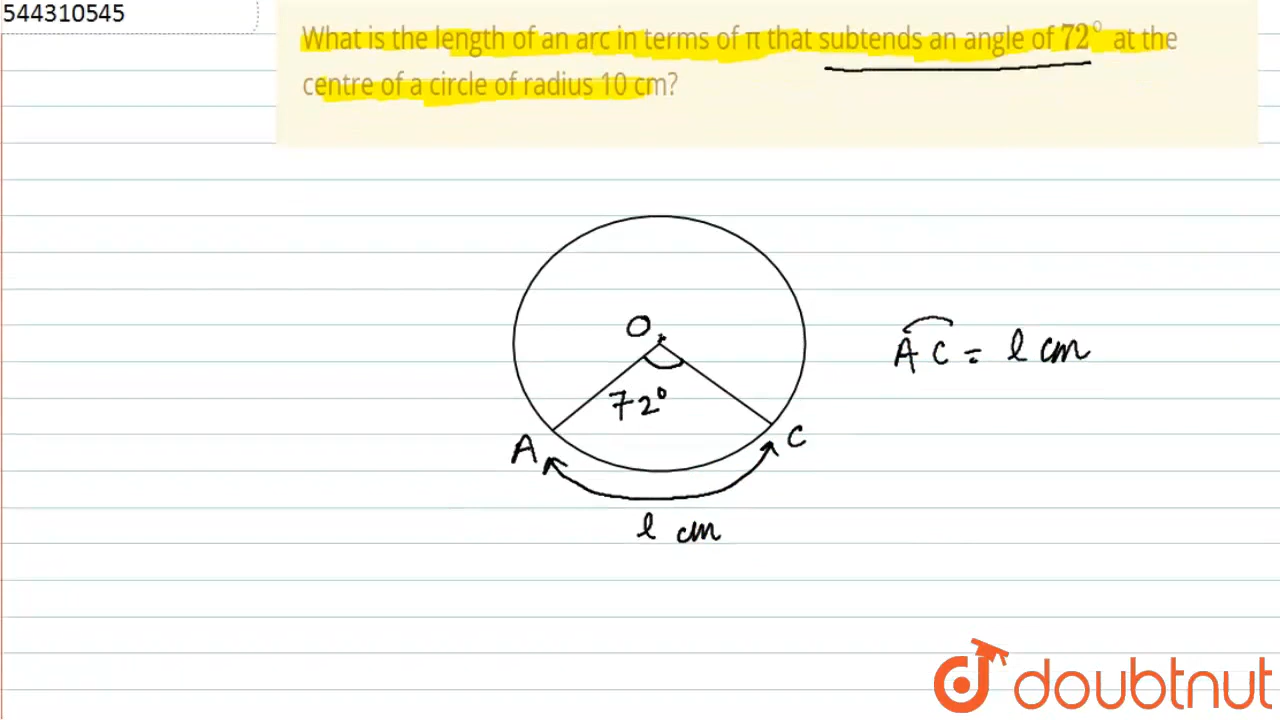 544310545
What is the length of an arc in terms of π that subtends an angle of 72° at the
centre of a circle of radius 10 cm?
O
AC = l cm
72°
A
C
l cm
doubtnut